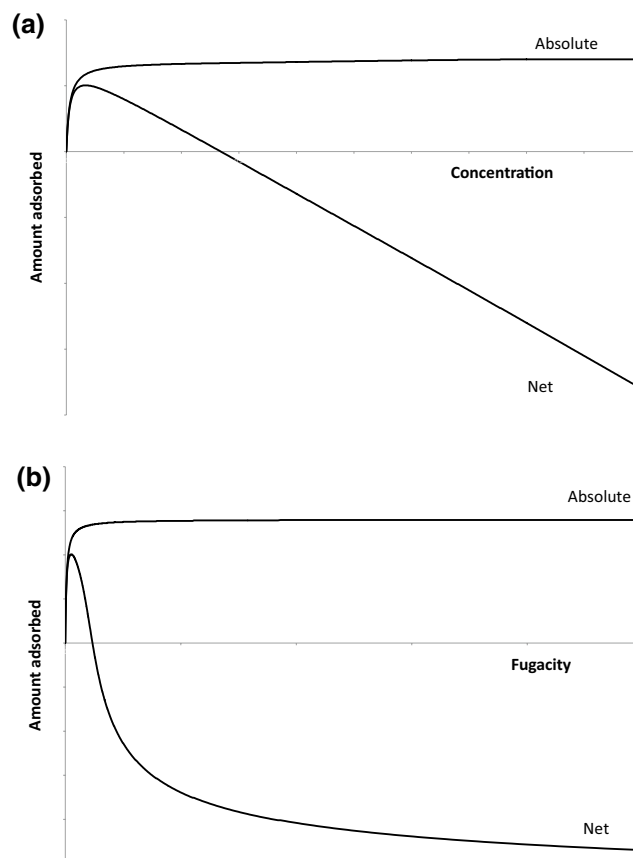 (a)
Absolute
Amount adsorbed
Concentration
Net
(b)
Absolute
Amount adsorbed
Fugacity
Net